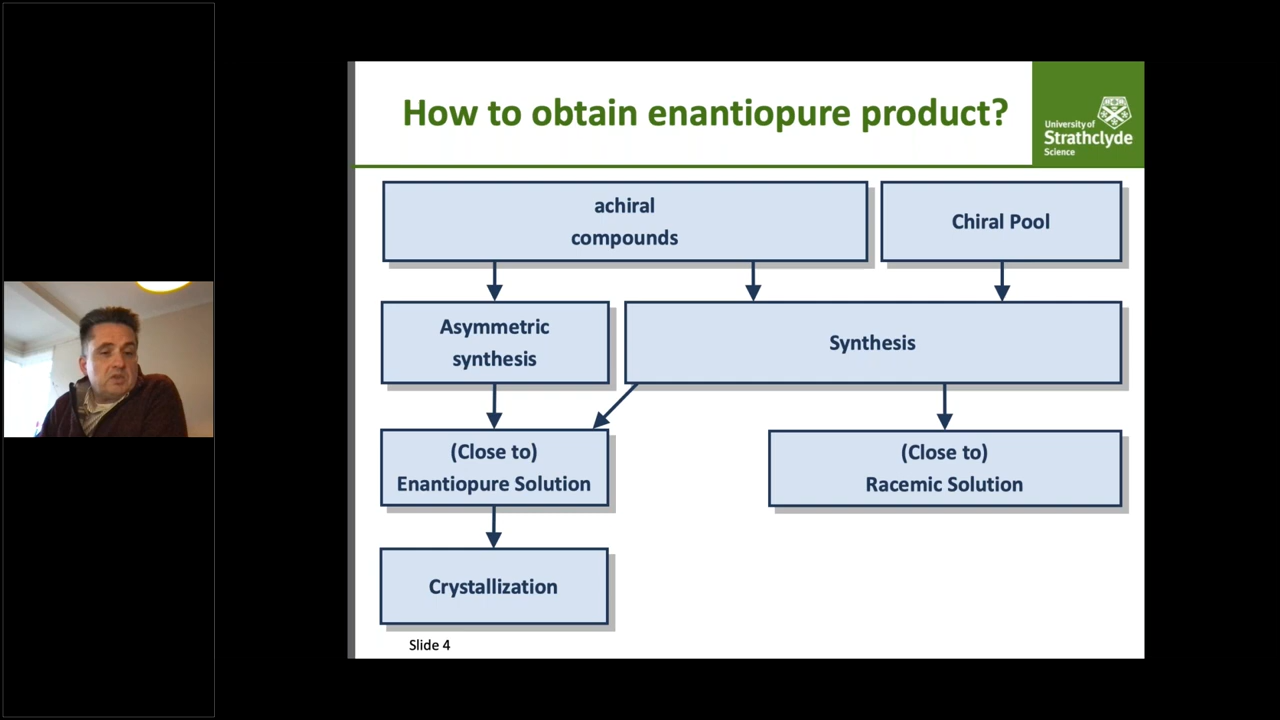 How to obtain enantiopure product?
University of
Strathclyde
Science
achiral
compounds
Chiral Pool
Asymmetric
synthesis
Synthesis
(Close to)
Enantiopure Solution
(Close to)
Racemic Solution
Crystallization
Slide 4